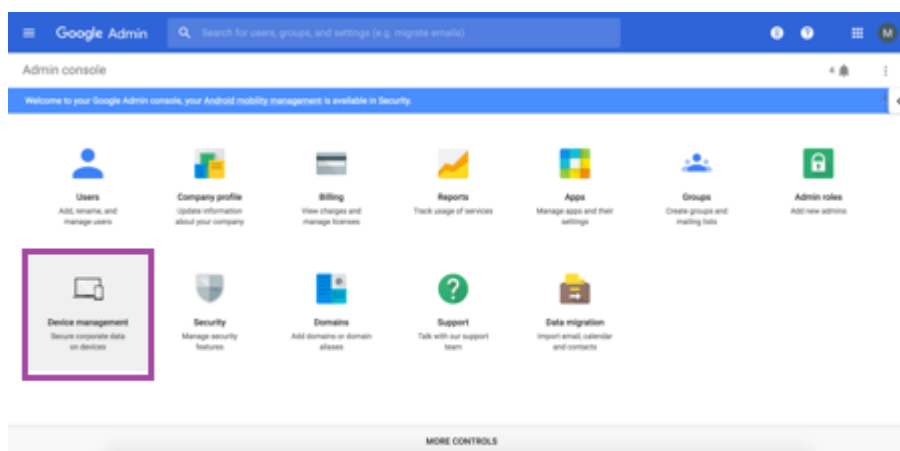 Google Admin
Search for users, groups, and settings (e.g. migrate emails)
M
Admin console
4
Welcome to your Google Admin console, your Android mobility management is available in Security.
Users
Add, rename, and
manage users
Company profile
Update information
about your company
Billing
View charges and
manage licenses
Reports
Track usage of services
Apps
Manage apps and their
settings
Groups
Create groups and
mailing lists
Admin roles
Add new admins
Device management
Secure corporate data
on devices
Security
Manage security
features
Domains
Add domains or domain
aliases
?
Support
Talk with our support
team
Data migration
Import email, calendar
and contacts
MORE CONTROLS